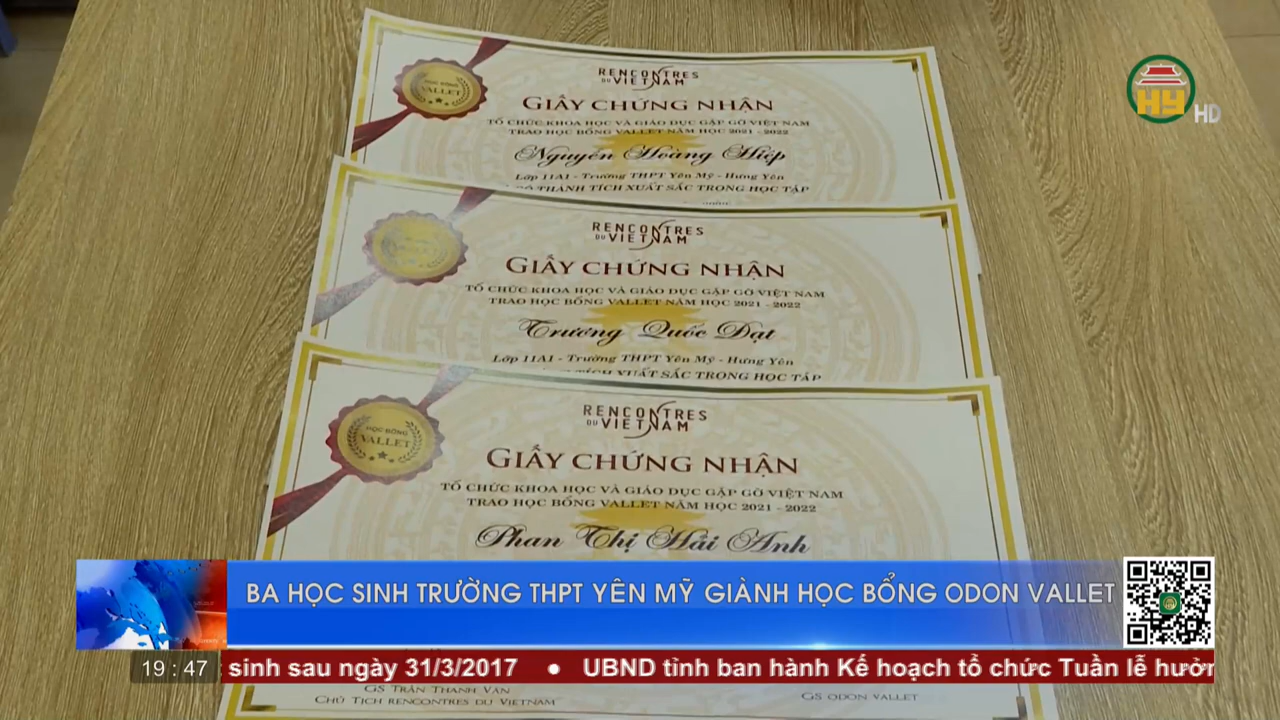 RENCONTRES
DU VIETNAM
HỌC BỔNG
VALLET
GIẤY CHỨNG NHẬN
TỔ CHỨC KHOA HỌC VÀ GIÁO DỤC GẶP GỠ VIỆT NAM
TRAO HỌC BỔNG VALLET NĂM HỌC 2021 - 2022
Nguyễn Hoàng Hiệp
Lớp 11A1 - Trường THPT Yên Mỹ - Hưng Yên
CÓ THÀNH TÍCH XUẤT SẮC TRONG HỌC TẬP
HY HD
RENCONTRES
DU VIETNAM
GIẤY CHỨNG NHẬN
TỔ CHỨC KHOA HỌC VÀ GIÁO DỤC GẶP GỠ VIỆT NAM
TRAO HỌC BỔNG VALLET NĂM HỌC 2021 - 2022
Trương Quốc Đạt
Lớp 11A1 - Trường THPT Yên Mỹ - Hưng Yên
TÍCH XUẤT SẮC TRONG HỌC TẬP
RENCONTRES
DU VIETNAM
HỌC BỔNG
VALLET
GIẤY CHỨNG NHẬN
TỔ CHỨC KHOA HỌC VÀ GIÁO DỤC GẶP GỠ VIỆT NAM
TRAO HỌC BỔNG VALLET NĂM HỌC 2021 - 2022
Phan Thị Hải Anh
BA HỌC SINH TRƯỜNG THPT YÊN MỸ GIÀNH HỌC BỔNG ODON VALLET
19 : 47 sinh sau ngày 31/3/2017 ● UBND tỉnh ban hành Kế hoạch tổ chức Tuần lễ hưởn
GS TRẦN THANH VÂN
CHỦ TỊCH RENCONTRES DU VIETNAM
GS ODON VALLET